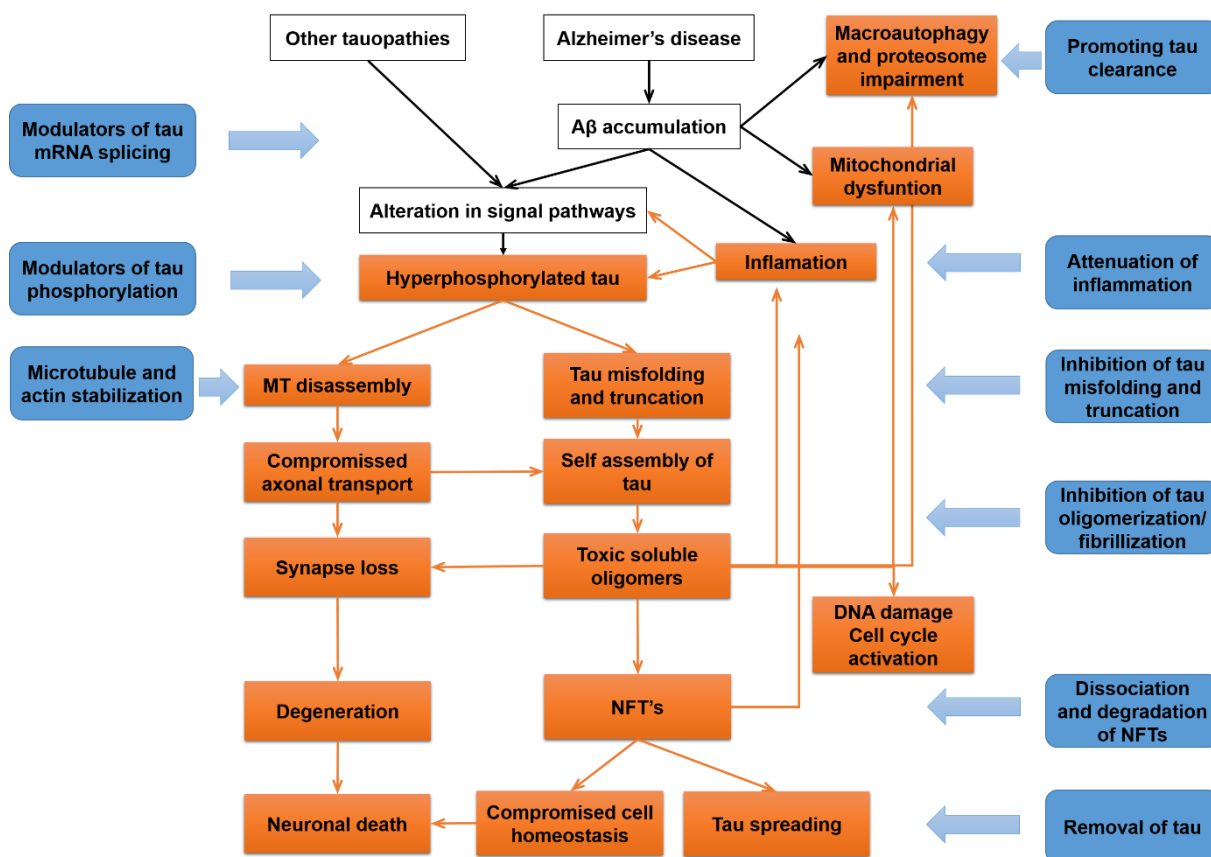 Other tauopathies
Alzheimer's disease
Macroautophagy
and proteosome
impairment
Promoting tau
clearance
Modulators of tau
mRNA splicing
Aβ accumulation
Mitochondrial
dysfuntion
Alteration in signal pathways
Modulators of tau
phosphorylation
Hyperphosphorylated tau
Inflamation
Attenuation of
inflammation
Microtubule and
actin stabilization
MT disassembly
Tau misfolding
and truncation
Inhibition of tau
misfolding and
truncation
Compromissed
axonal transport
Self assembly of
tau
Inhibition of tau
oligomerization/
fibrillization
Synapse loss
Toxic soluble
oligomers
DNA damage
Cell cycle
activation
Degeneration
NFT's
Dissociation
and degradation
of NFTs
Neuronal death
Compromised cell
homeostasis
Tau spreading
Removal of tau